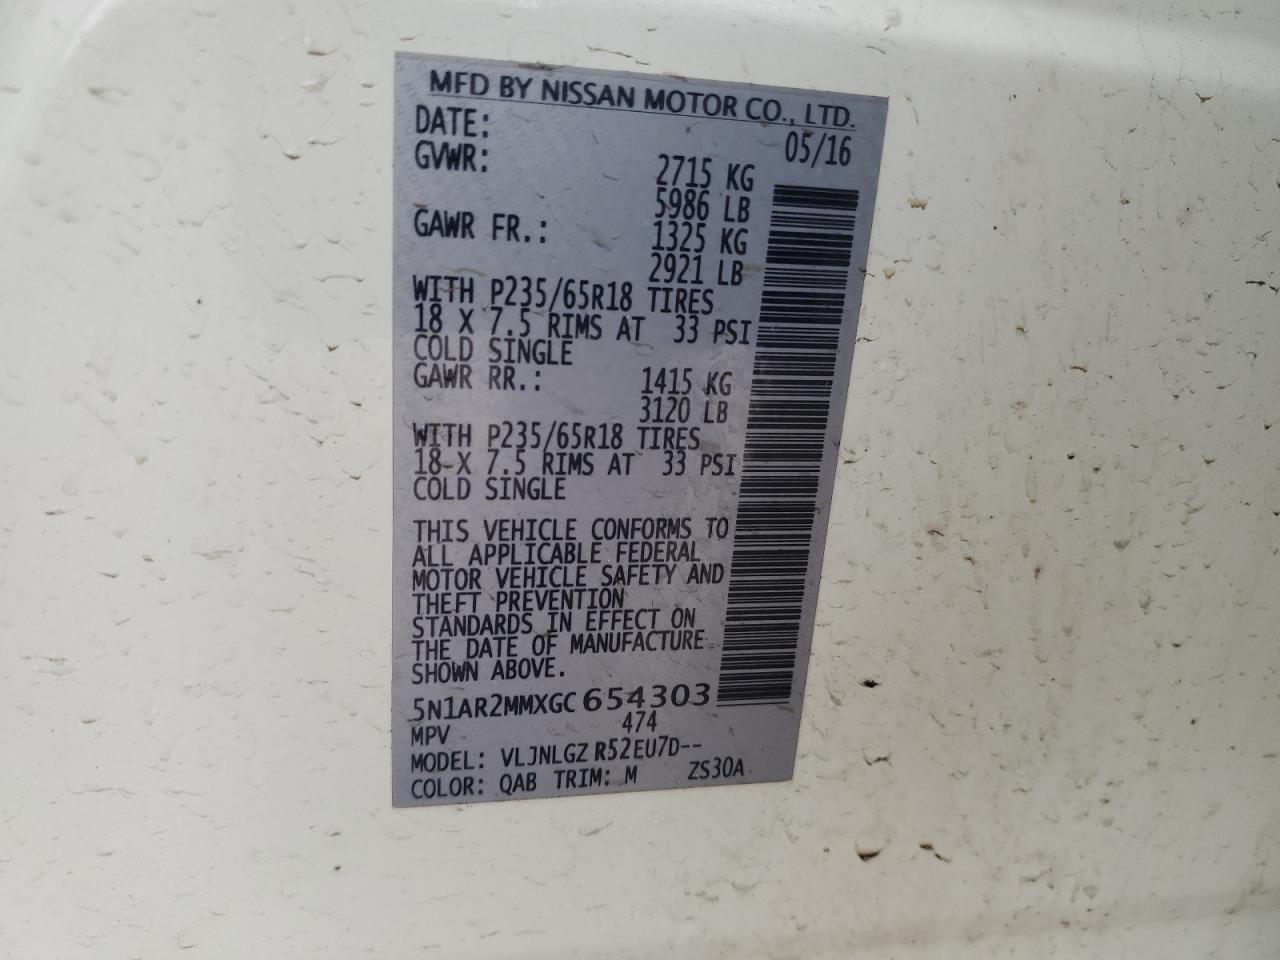 MFD BY NISSAN MOTOR CO., LTD.
DATE: 05/16
GVWR: 2715 KG
5986 LB
GAWR FR.: 1325 KG
2921 LB
WITH P235/65R18 TIRES
18 X 7.5 RIMS AT 33 PSI
COLD SINGLE
GAWR RR.: 1415 KG
3120 LB
WITH P235/65R18 TIRES
18 X 7.5 RIMS AT 33 PSI
COLD SINGLE
THIS VEHICLE CONFORMS TO
ALL APPLICABLE FEDERAL
MOTOR VEHICLE SAFETY AND
THEFT PREVENTION
STANDARDS IN EFFECT ON
THE DATE OF MANUFACTURE
SHOWN ABOVE.
5N1AR2MMXGC 654303
MPV 474
MODEL: VLJNLGZ R52EU7D--
COLOR: QAB TRIM: M ZS30A